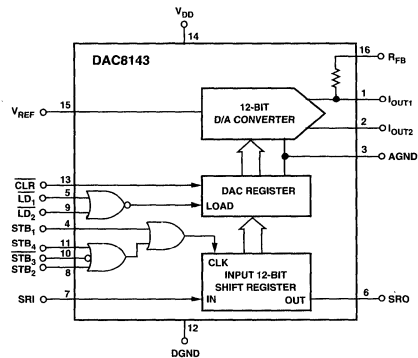 VDD
14
DAC8143
16 RFB
VREF 15
12-BIT
D/A CONVERTER
1 IOUT1
2 IOUT2
3 AGND
CLR 13
LD1 5
LD2 9
DAC REGISTER
LOAD
STB1 4
STB4 11
STB3 10
STB2 8
CLK
INPUT 12-BIT
SHIFT REGISTER
SRI 7
IN OUT
6 SRO
12
DGND